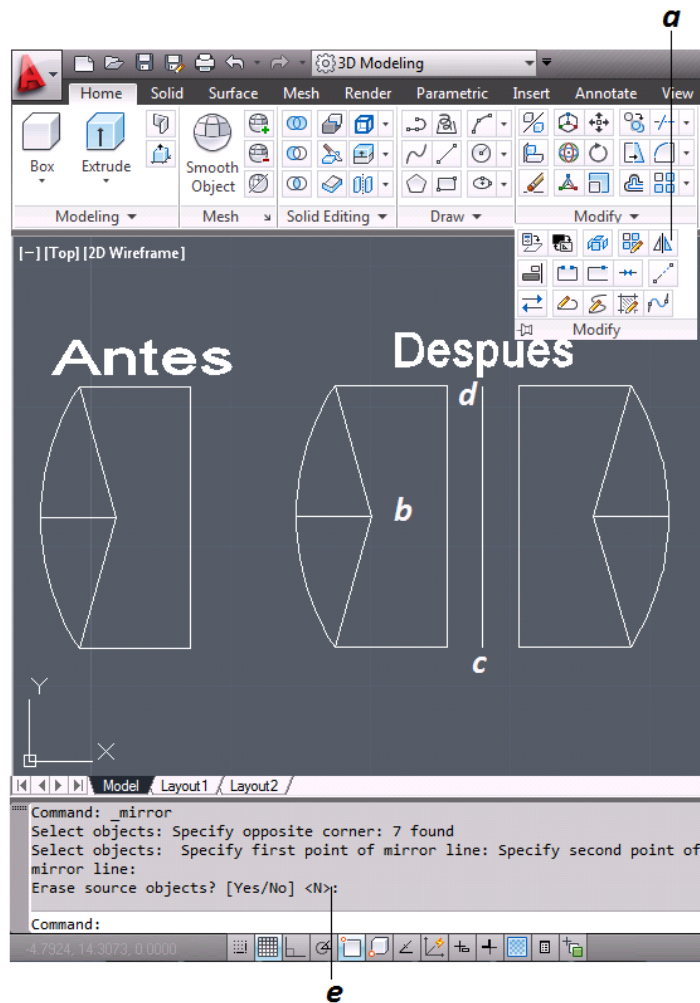 a
3D Modeling
Home Solid Surface Mesh Render Parametric Insert Annotate View
Box Extrude Smooth Object
Modeling Mesh Solid Editing Draw Modify
[−] [Top] [2D Wireframe]
Modify
Antes Después
d
b
c
Y
X
Model Layout1 Layout2
Command: _mirror
Select objects: Specify opposite corner: 7 found
Select objects:  Specify first point of mirror line: Specify second point of
mirror line:
Erase source objects? [Yes/No] <N>:
Command:
-4.7924, 14.3073, 0.0000
e